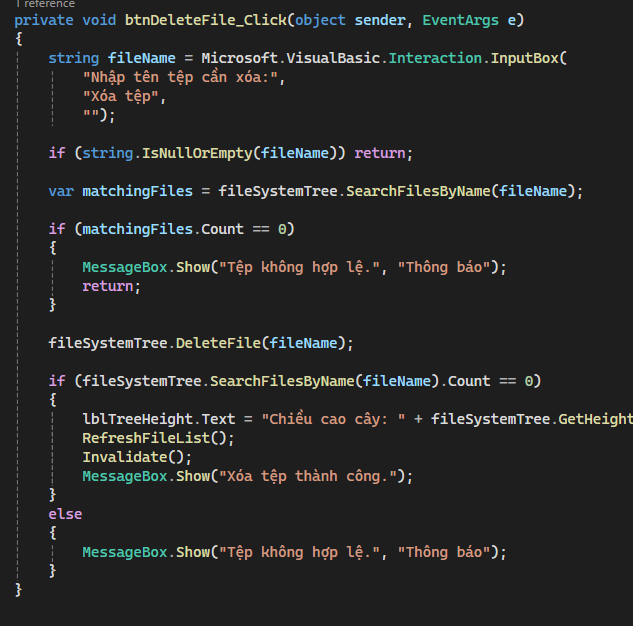 1 reference
private void btnDeleteFile_Click(object sender, EventArgs e)
{
string fileName = Microsoft.VisualBasic.Interaction.InputBox(
"Nhập tên tệp cần xóa:",
"Xóa tệp",
"");
if (string.IsNullOrEmpty(fileName)) return;
var matchingFiles = fileSystemTree.SearchFilesByName(fileName);
if (matchingFiles.Count == 0)
{
MessageBox.Show("Tệp không hợp lệ.", "Thông báo");
return;
}
fileSystemTree.DeleteFile(fileName);
if (fileSystemTree.SearchFilesByName(fileName).Count == 0)
{
lblTreeHeight.Text = "Chiều cao cây: " + fileSystemTree.GetHeight
RefreshFileList();
Invalidate();
MessageBox.Show("Xóa tệp thành công.");
}
else
{
MessageBox.Show("Tệp không hợp lệ.", "Thông báo");
}
}